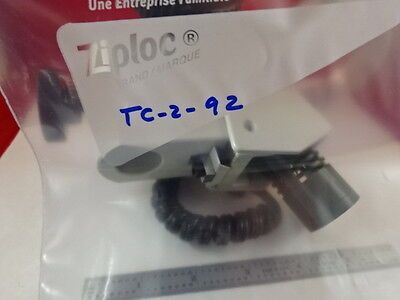 Une Entreprise Familiale
Ziploc®
BRAND/MARQUE
TC-2-92